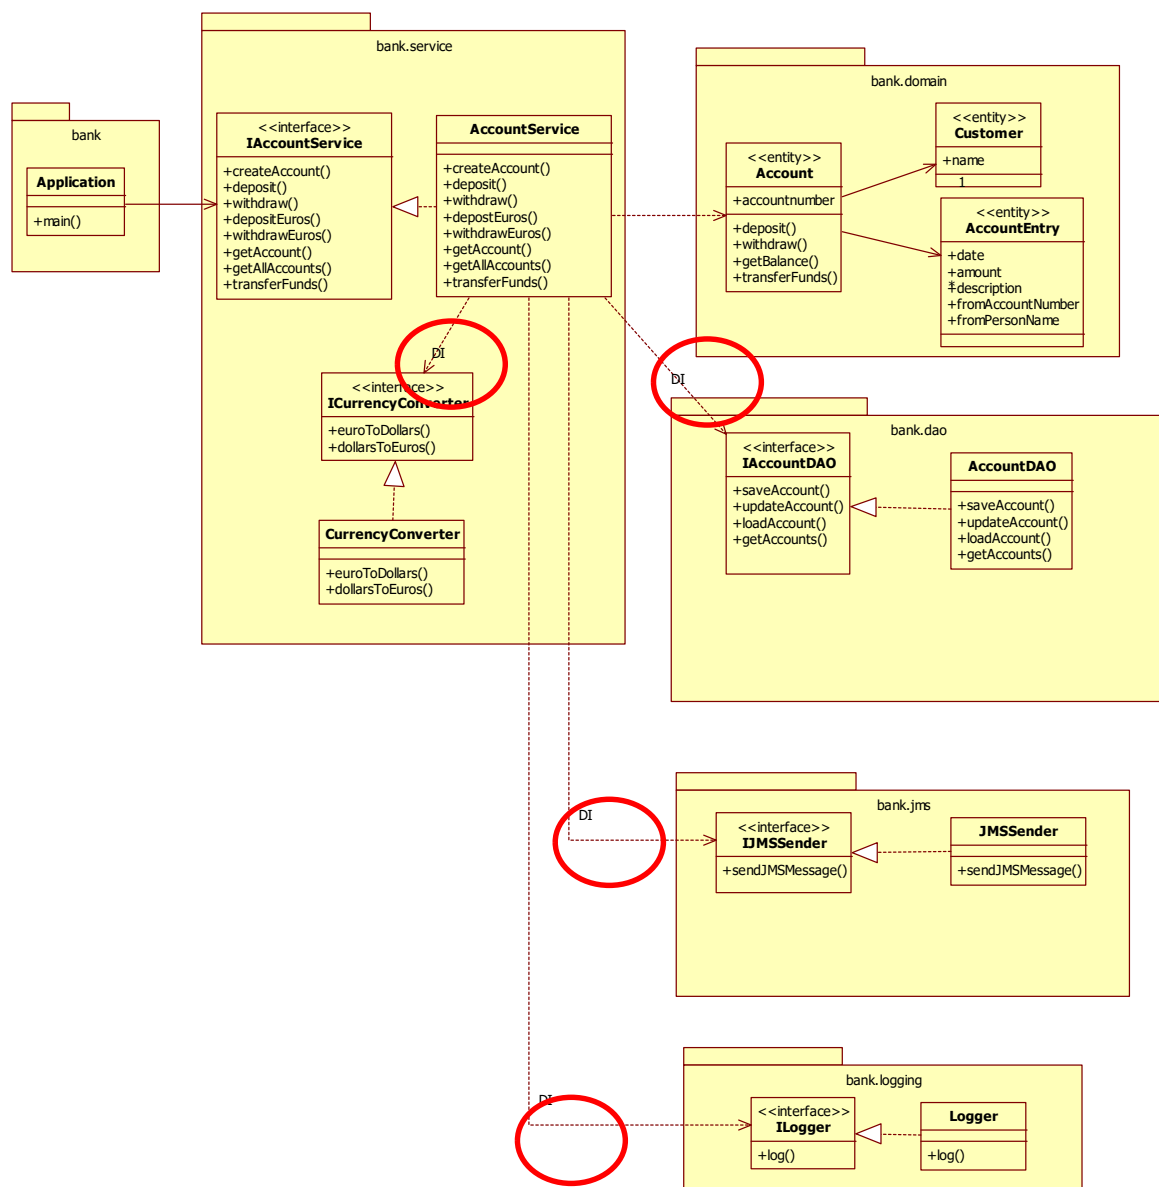 bank.service
bank.domain
bank
<<interface>>
IAccountService
+createAccount()
+deposit()
+withdraw()
+depositEuros()
+withdrawEuros()
+getAccount()
+getAllAccounts()
+transferFunds()
AccountService
+createAccount()
+deposit()
+withdraw()
+depostEuros()
+withdrawEuros()
+getAccount()
+getAllAccounts()
+transferFunds()
Application
+main()
<<entity>>
Account
+accountnumber
+deposit()
+withdraw()
+getBalance()
+transferFunds()
<<entity>>
Customer
+name
1
<<entity>>
AccountEntry
+date
+amount
*
+description
+fromAccountNumber
+fromPersonName
DI
DI
<<interface>>
ICurrencyConverter
+euroToDollars()
+dollarsToEuros()
CurrencyConverter
+euroToDollars()
+dollarsToEuros()
bank.dao
<<interface>>
IAccountDAO
+saveAccount()
+updateAccount()
+loadAccount()
+getAccounts()
AccountDAO
+saveAccount()
+updateAccount()
+loadAccount()
+getAccounts()
DI
bank.jms
<<interface>>
IJMSSender
+sendJMSMessage()
JMSSender
+sendJMSMessage()
DI
bank.logging
<<interface>>
ILogger
+log()
Logger
+log()